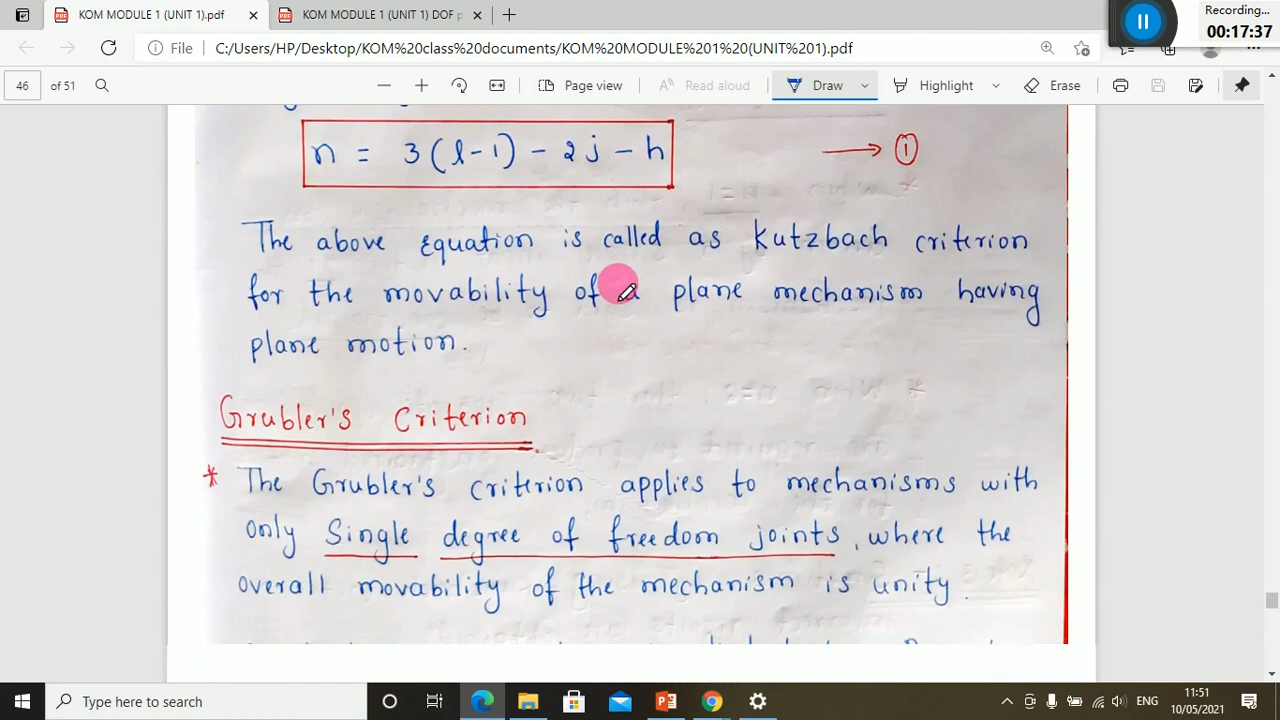 KOM MODULE 1 (UNIT 1).pdf
KOM MODULE 1 (UNIT 1) DOF p
Recording...
00:17:37
File
C:/Users/HP/Desktop/KOM%20class%20documents/KOM%20MODULE%201%20(UNIT%201).pdf
46 of 51
Page view
Read aloud
Draw
Highlight
Erase
n = 3(l-1) - 2j - h → 1
The above Equation is called as Kutzbach criterion
for the movability of a plane mechanism having
plane motion.
Grubler's Criterion
* The Grubler's criterion applies to mechanisms with
only Single degree of freedom joints, where the
overall movability of the mechanism is unity.
Type here to search
ENG
11:51
10/05/2021